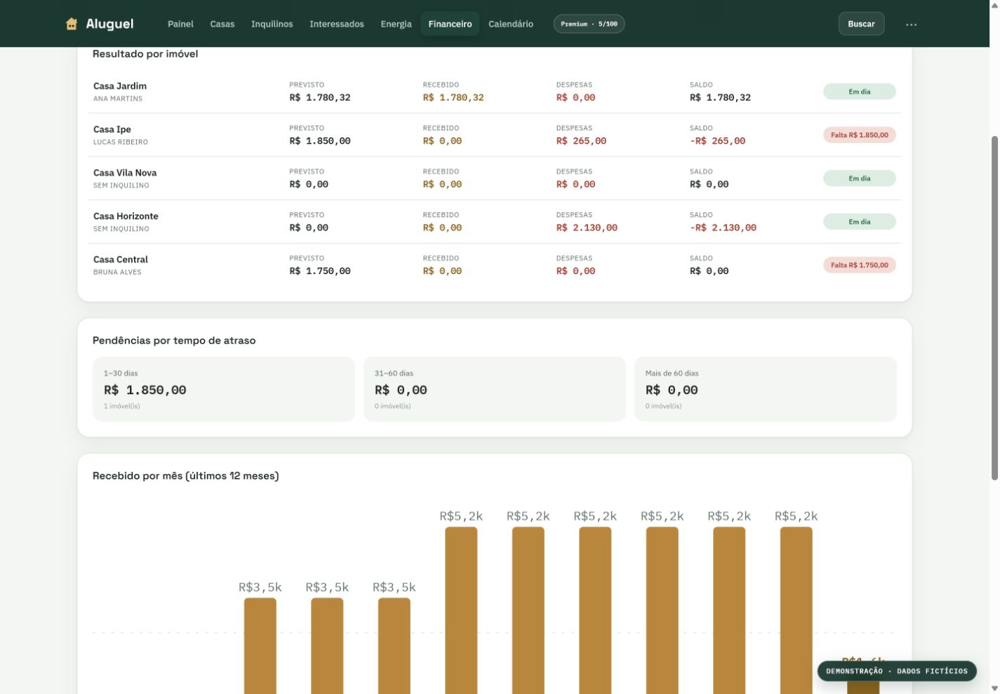 Aluguel
Painel
Casas
Inquilinos
Interessados
Energia
Financeiro
Calendário
Premium · 5/100
Buscar
...
Resultado por imóvel
Casa Jardim
ANA MARTINS
PREVISTO
R$ 1.780,32
RECEBIDO
R$ 1.780,32
DESPESAS
R$ 0,00
SALDO
R$ 1.780,32
Em dia
Casa Ipe
LUCAS RIBEIRO
PREVISTO
R$ 1.850,00
RECEBIDO
R$ 0,00
DESPESAS
R$ 265,00
SALDO
-R$ 265,00
Falta R$ 1.850,00
Casa Vila Nova
SEM INQUILINO
PREVISTO
R$ 0,00
RECEBIDO
R$ 0,00
DESPESAS
R$ 0,00
SALDO
R$ 0,00
Em dia
Casa Horizonte
SEM INQUILINO
PREVISTO
R$ 0,00
RECEBIDO
R$ 0,00
DESPESAS
R$ 2.130,00
SALDO
-R$ 2.130,00
Em dia
Casa Central
BRUNA ALVES
PREVISTO
R$ 1.750,00
RECEBIDO
R$ 0,00
DESPESAS
R$ 0,00
SALDO
R$ 0,00
Falta R$ 1.750,00
Pendências por tempo de atraso
1–30 dias
R$ 1.850,00
1 imóvel(is)
31–60 dias
R$ 0,00
0 imóvel(is)
Mais de 60 dias
R$ 0,00
0 imóvel(is)
Recebido por mês (últimos 12 meses)
R$3,5k
R$3,5k
R$3,5k
R$5,2k
R$5,2k
R$5,2k
R$5,2k
R$5,2k
R$5,2k
DEMONSTRAÇÃO · DADOS FICTÍCIOS